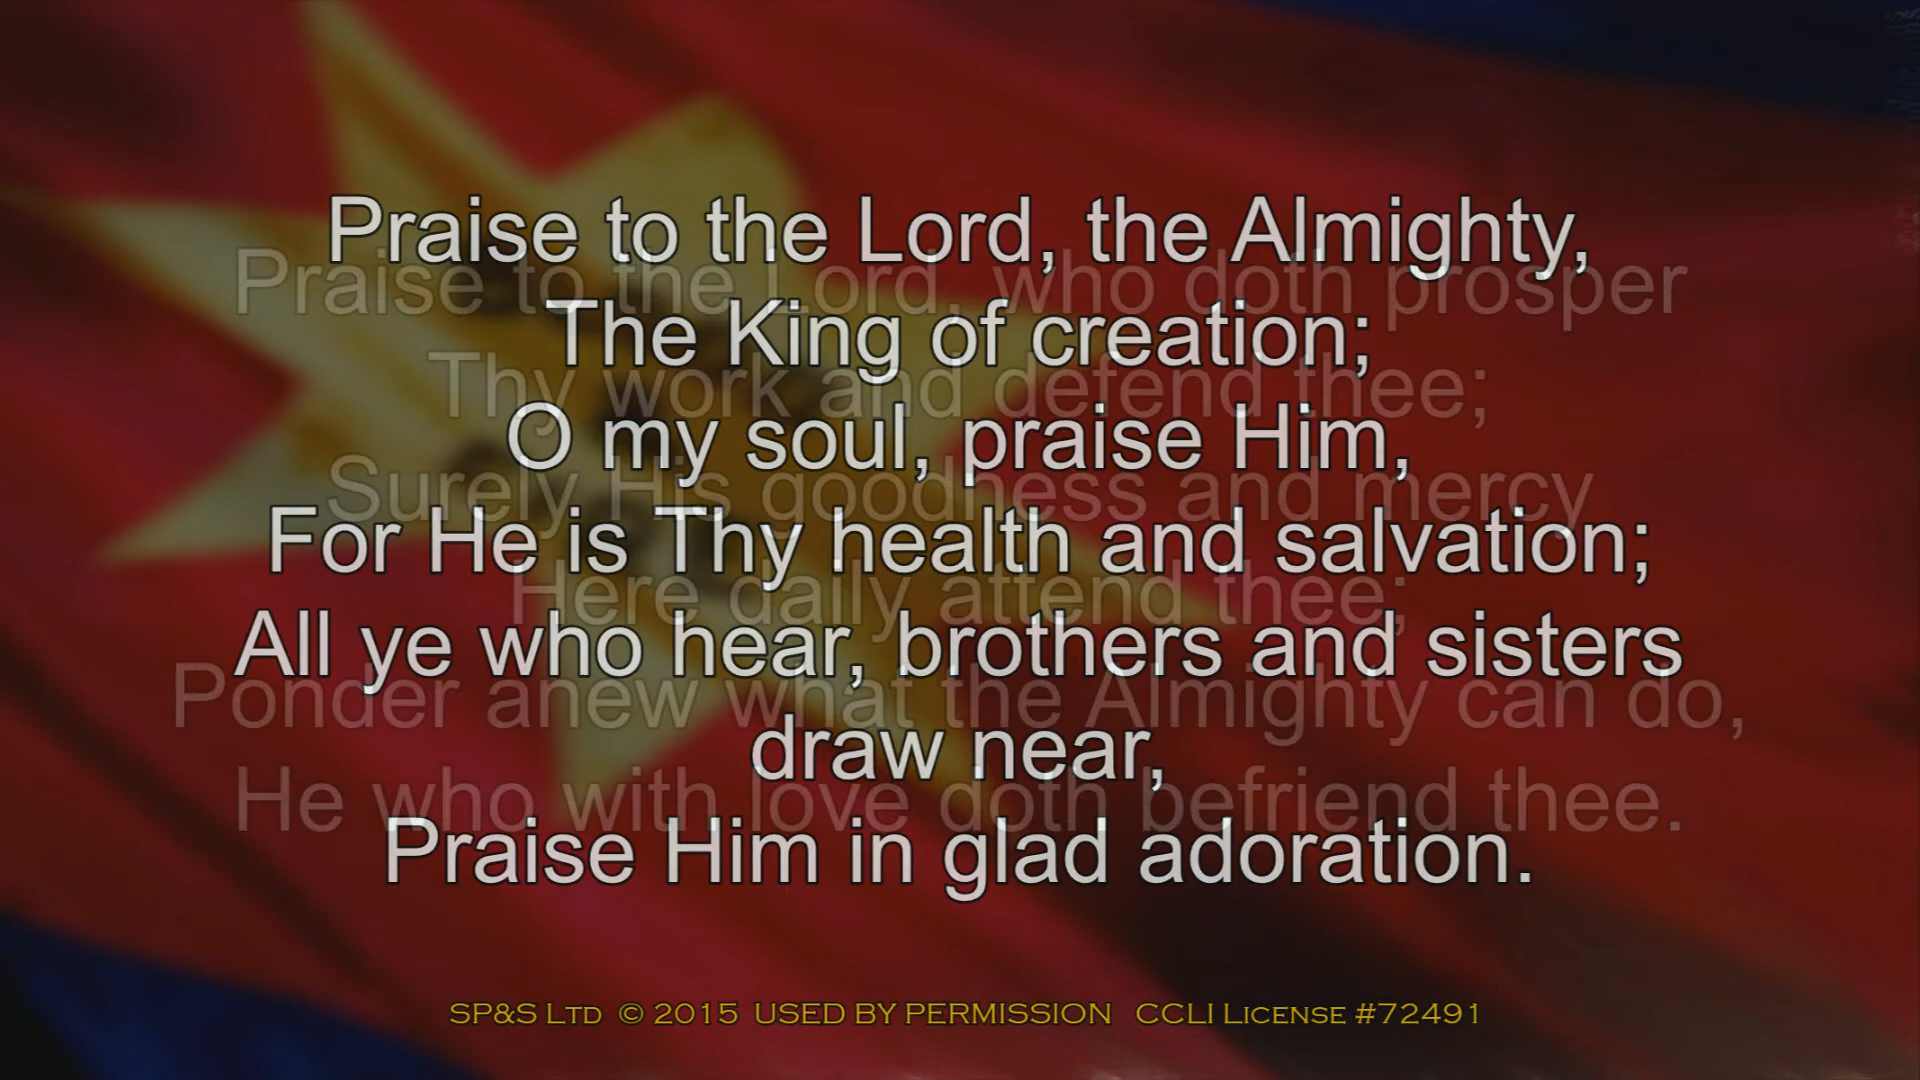 Praise to the Lord, the Almighty,
The King of creation;
O my soul, praise Him,
For He is Thy health and salvation;
All ye who hear, brothers and sisters
draw near,
Praise Him in glad adoration.
Praise to the Lord, who doth prosper
Thy work and defend thee;
Surely His goodness and mercy
Here daily attend thee;
Ponder anew what the Almighty can do,
He who with love doth befriend thee.
SP&S Ltd © 2015 USED BY PERMISSION CCLI License #72491